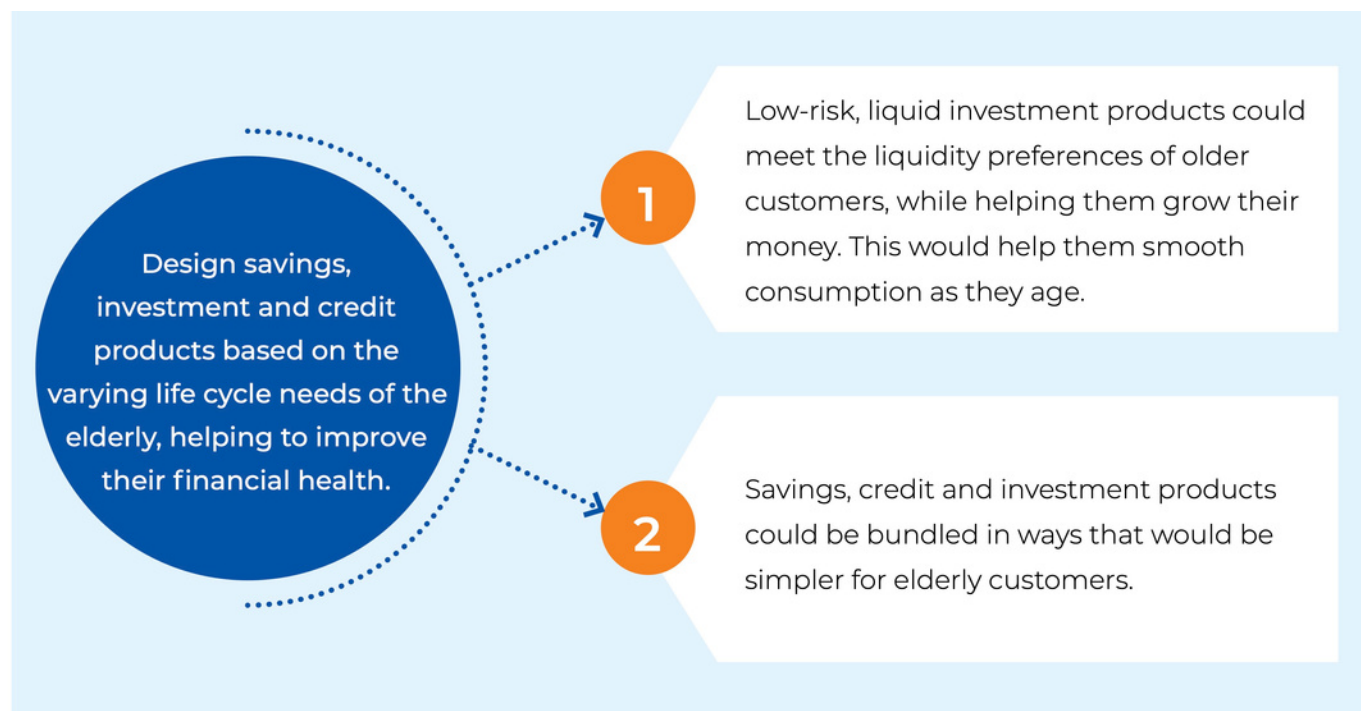 Design savings,
investment and credit
products based on the
varying life cycle needs of the
elderly, helping to improve
their financial health.
1
Low-risk, liquid investment products could
meet the liquidity preferences of older
customers, while helping them grow their
money. This would help them smooth
consumption as they age.
2
Savings, credit and investment products
could be bundled in ways that would be
simpler for elderly customers.